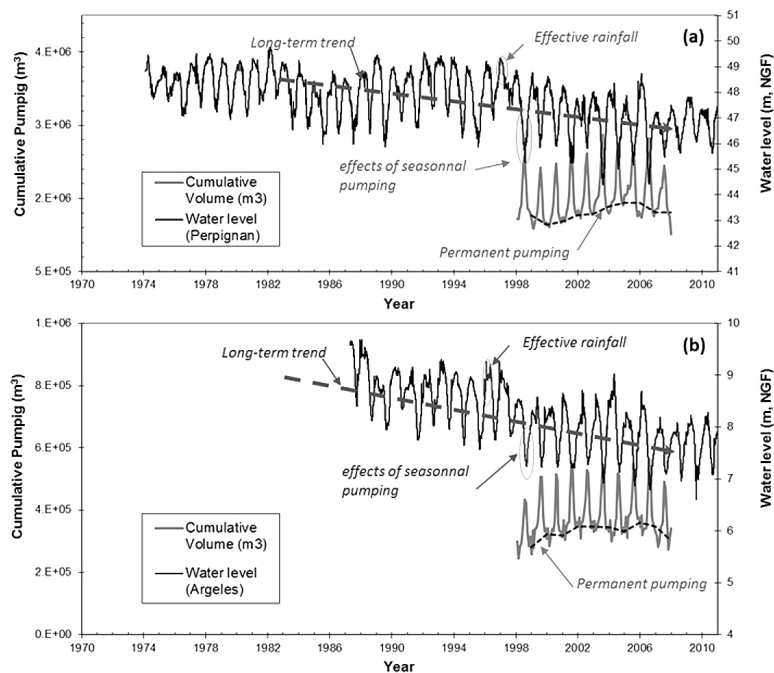 (a)
Cumulative Pumpig (m³)
4.E+06
3.E+06
2.E+06
5.E+05
51
50
49
48
47
46
45
44
43
42
41
Water level (m, NGF)
Long-term trend
Effective rainfall
effects of seasonnal
pumping
Permanent pumping
Cumulative
Volume (m3)
Water level
(Perpignan)
1970 1974 1978 1982 1986 1990 1994 1998 2002 2006 2010
Year
(b)
Cumulative Pumpig (m³)
1.E+06
8.E+05
6.E+05
4.E+05
2.E+05
0.E+00
10
9
8
7
6
5
4
Water level (m, NGF)
Long-term trend
Effective rainfall
effects of seasonnal
pumping
Permanent pumping
Cumulative
Volume (m3)
Water level
(Argeles)
1970 1974 1978 1982 1986 1990 1994 1998 2002 2006 2010
Year